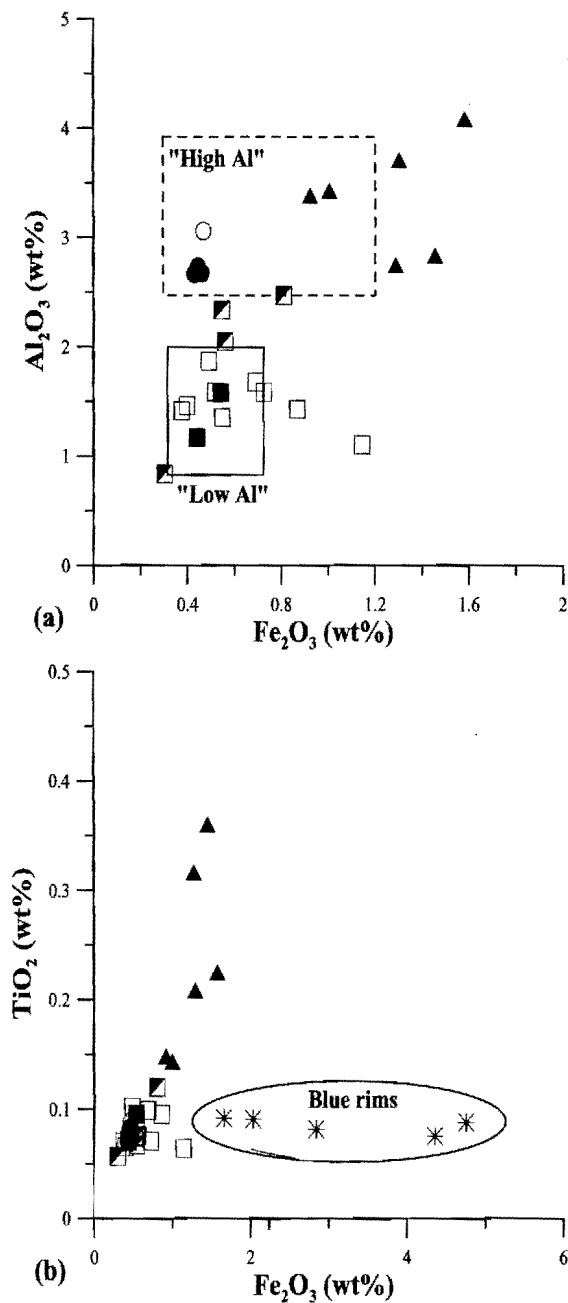 5
4
3
2
1
0
Al₂O₃ (wt%)
"High Al"
"Low Al"
0 0.4 0.8 1.2 1.6 2
(a)
Fe₂O₃ (wt%)
0.5
0.4
0.3
0.2
0.1
0
TiO₂ (wt%)
Blue rims
0 2 4 6
(b)
Fe₂O₃ (wt%)